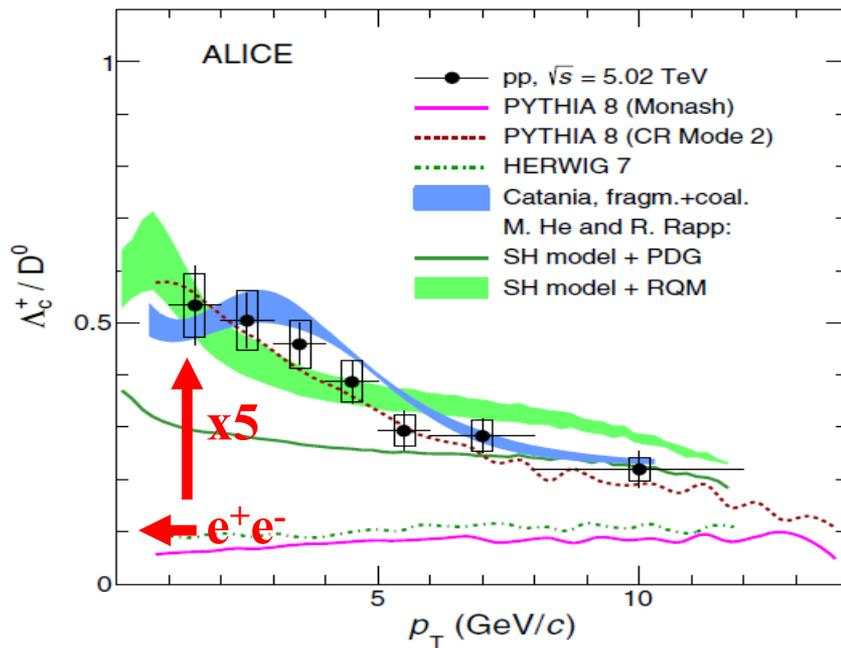 1
ALICE
pp, √s = 5.02 TeV
PYTHIA 8 (Monash)
PYTHIA 8 (CR Mode 2)
HERWIG 7
Catania, fragm.+coal.
M. He and R. Rapp:
SH model + PDG
SH model + RQM
Λc⁺ / D⁰
0.5
x5
e⁺e⁻
0
5
10
pT (GeV/c)